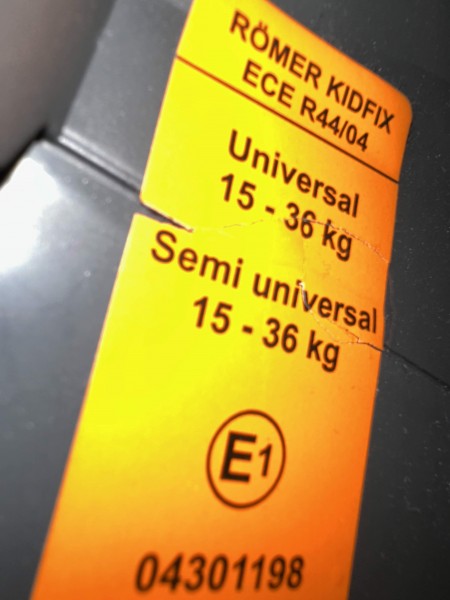 RÖMER KIDFIX
ECE R44/04
Universal
15 - 36 kg
Semi universal
15 - 36 kg
E1
04301198